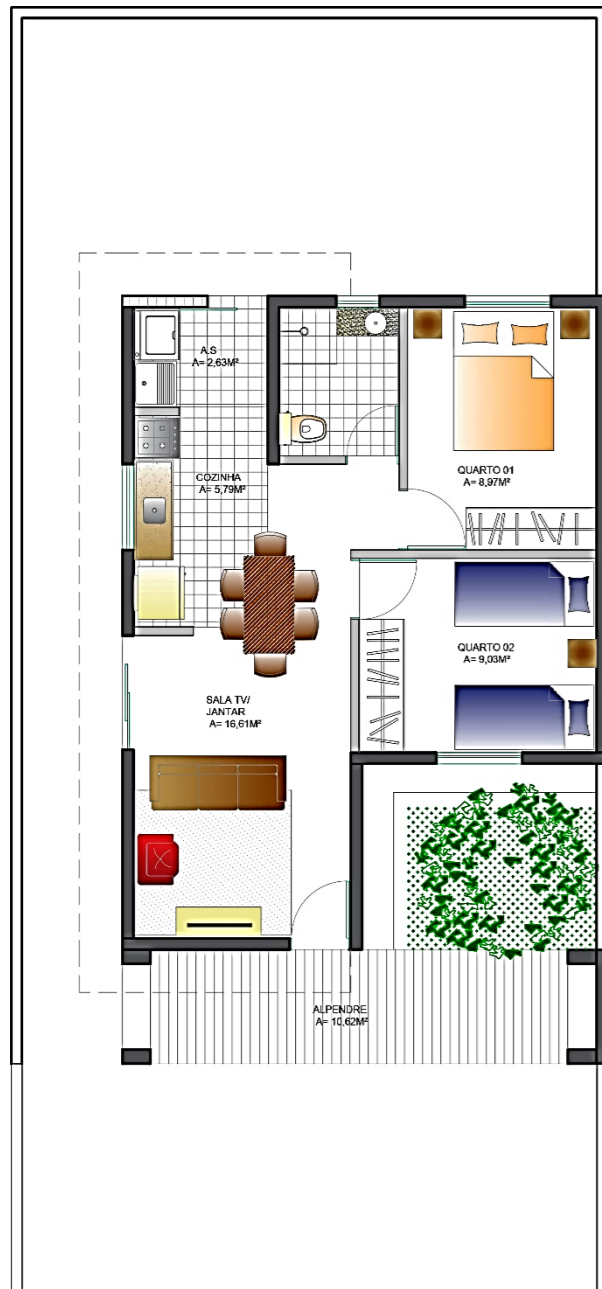 A.S
A= 2,63M²
COZINHA
A= 5,79M²
QUARTO 01
A= 8,97M²
QUARTO 02
A= 9,03M²
SALA TV/
JANTAR
A= 16,61M²
ALPENDRE
A= 10,62M²